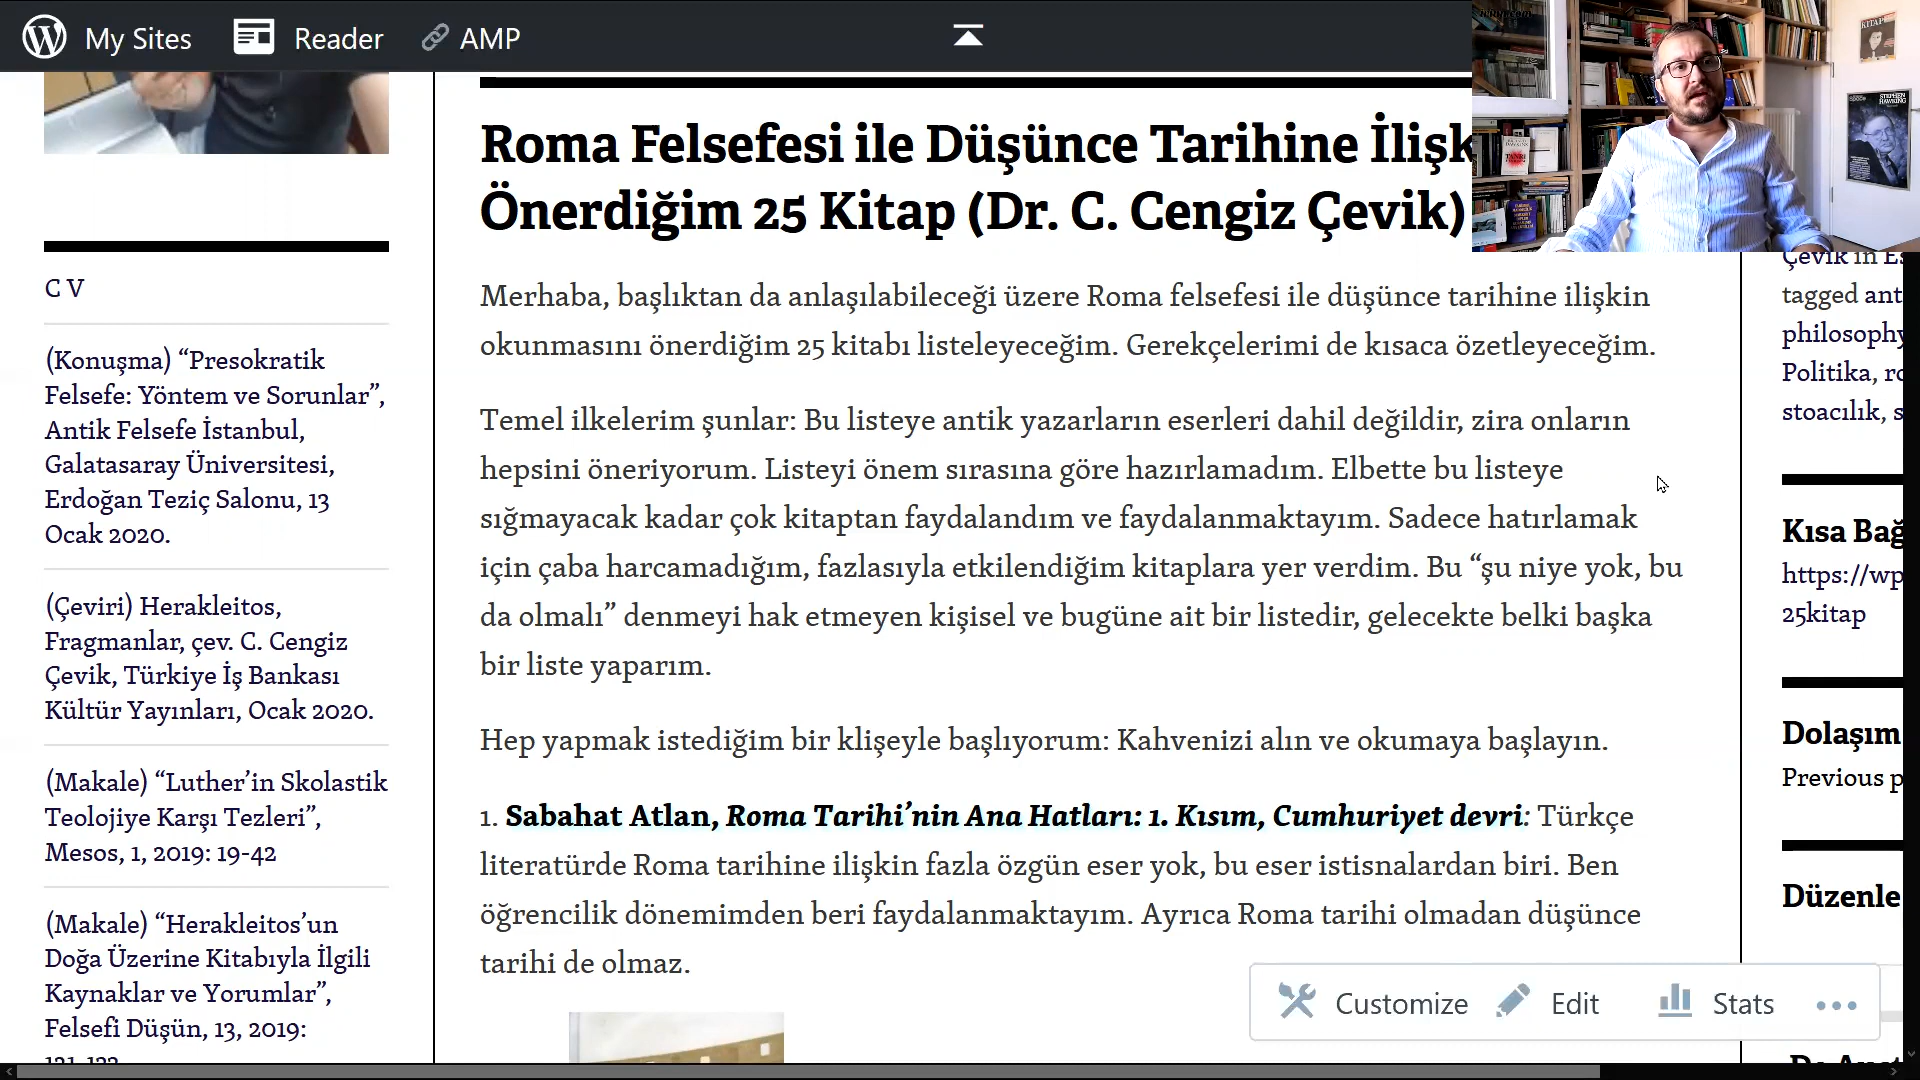 My Sites
Reader
AMP
C V
(Konuşma) “Presokratik
Felsefe: Yöntem ve Sorunlar”,
Antik Felsefe İstanbul,
Galatasaray Üniversitesi,
Erdoğan Teziç Salonu, 13
Ocak 2020.
(Çeviri) Herakleitos,
Fragmanlar, çev. C. Cengiz
Çevik, Türkiye İş Bankası
Kültür Yayınları, Ocak 2020.
(Makale) “Luther’in Skolastik
Teolojiye Karşı Tezleri”,
Mesos, 1, 2019: 19-42
(Makale) “Herakleitos’un
Doğa Üzerine Kitabıyla İlgili
Kaynaklar ve Yorumlar”,
Felsefi Düşün, 13, 2019:
Roma Felsefesi ile Düşünce Tarihine İlişk
Önerdiğim 25 Kitap (Dr. C. Cengiz Çevik)
Merhaba, başlıktan da anlaşılabileceği üzere Roma felsefesi ile düşünce tarihine ilişkin
okunmasını önerdiğim 25 kitabı listeleyeceğim. Gerekçelerimi de kısaca özetleyeceğim.
Temel ilkelerim şunlar: Bu listeye antik yazarların eserleri dahil değildir, zira onların
hepsini öneriyorum. Listeyi önem sırasına göre hazırlamadım. Elbette bu listeye
sığmayacak kadar çok kitaptan faydalandım ve faydalanmaktayım. Sadece hatırlamak
için çaba harcamadığım, fazlasıyla etkilendiğim kitaplara yer verdim. Bu “şu niye yok, bu
da olmalı” denmeyi hak etmeyen kişisel ve bugüne ait bir listedir, gelecekte belki başka
bir liste yaparım.
Hep yapmak istediğim bir klişeyle başlıyorum: Kahvenizi alın ve okumaya başlayın.
1. Sabahat Atlan, Roma Tarihi’nin Ana Hatları: 1. Kısım, Cumhuriyet devri: Türkçe
literatürde Roma tarihine ilişkin fazla özgün eser yok, bu eser istisnalardan biri. Ben
öğrencilik dönemimden beri faydalanmaktayım. Ayrıca Roma tarihi olmadan düşünce
tarihi de olmaz.
KİTAP
STEPHEN
HAWKING
Çevik in Es
tagged ant
philosophy
Politika, ro
stoacılık, s
Kısa Bağ
https://wp
25kitap
Dolaşım
Previous p
Düzenle
Customize
Edit
Stats